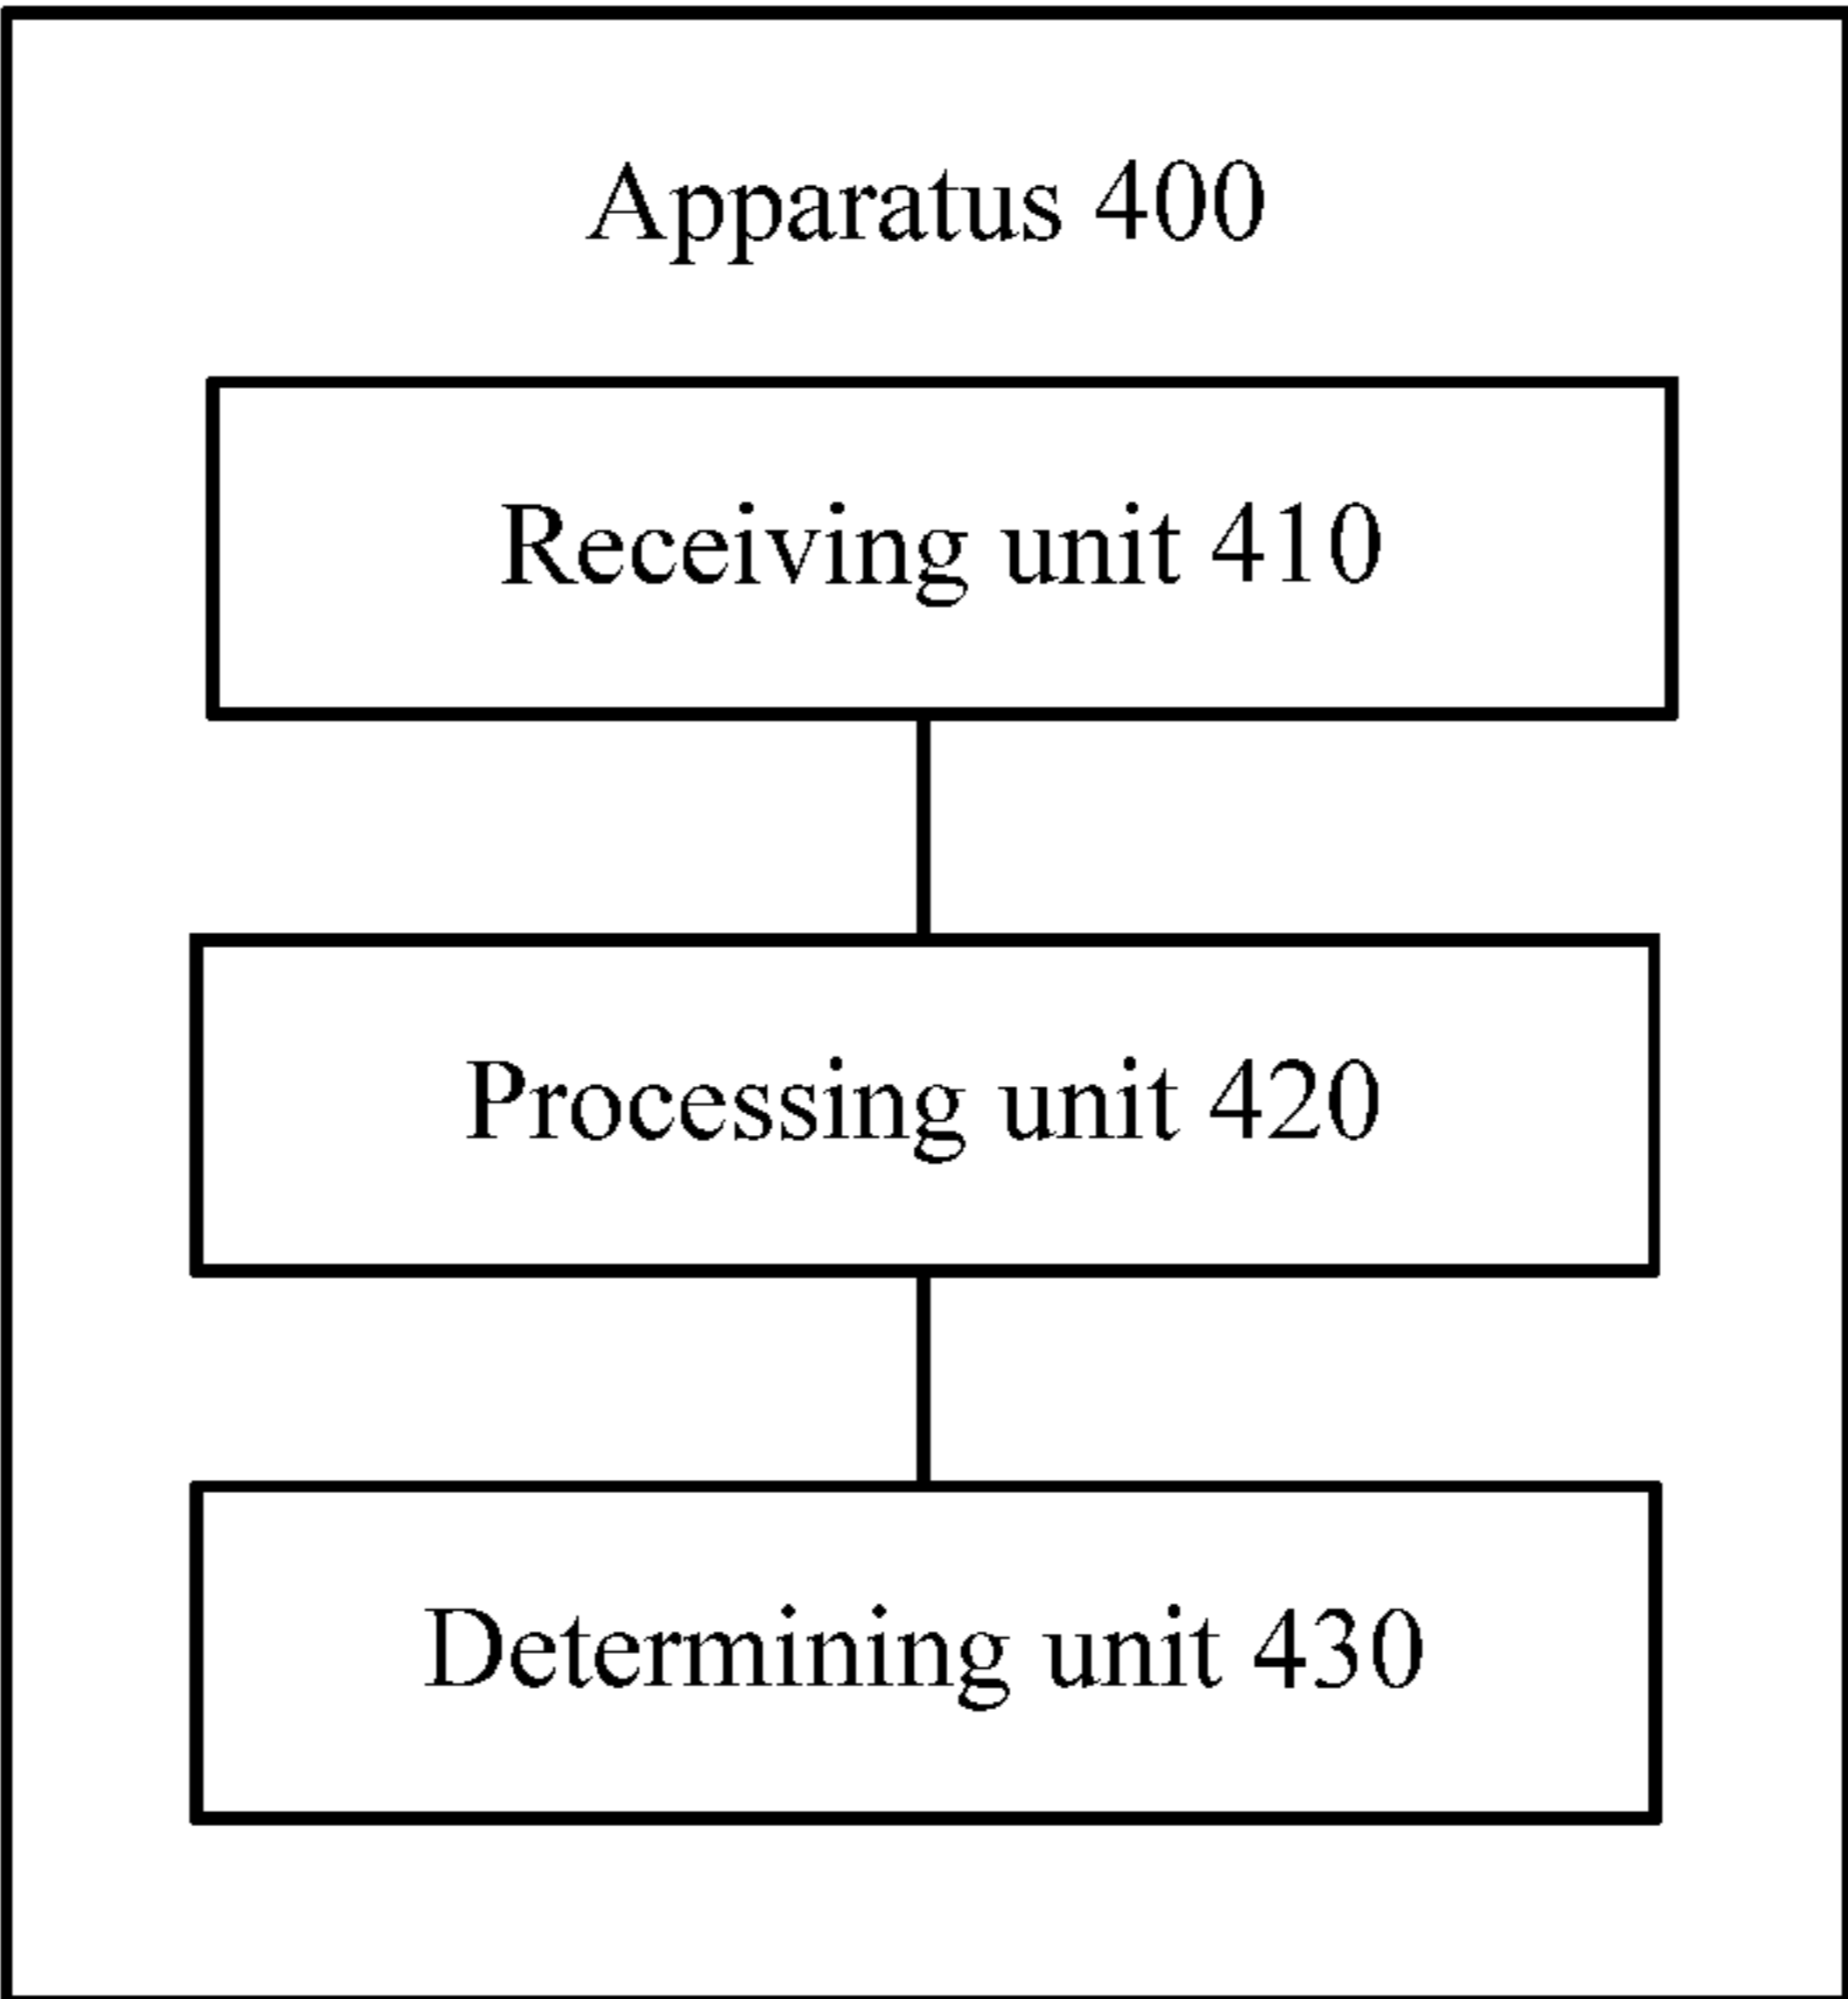 Apparatus 400
Receiving unit 410
Processing unit 420
Determining unit 430